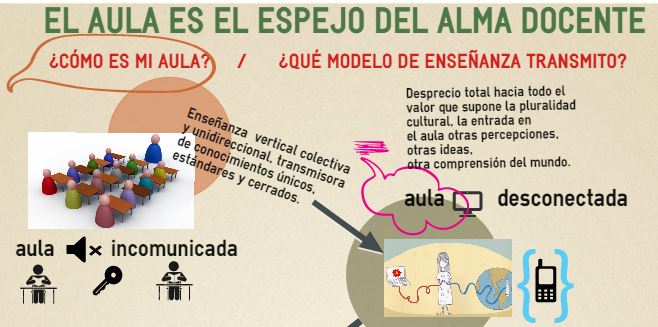 EL AULA ES EL ESPEJO DEL ALMA DOCENTE
¿CÓMO ES MI AULA? / ¿QUÉ MODELO DE ENSEÑANZA TRANSMITO?
Enseñanza vertical colectiva
y unidireccional, transmisora
de conocimientos únicos,
estándares y cerrados.
Desprecio total hacia todo el
valor que supone la pluralidad
cultural, la entrada en
el aula otras percepciones,
otras ideas,
otra comprensión del mundo.
aula desconectada
aula incomunicada